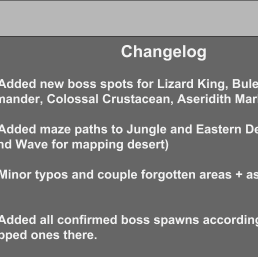 Changelog
Added new boss spots for Lizard King, Bule
mander, Colossal Crustacean, Aseridith Mar
Added maze paths to Jungle and Eastern De
nd Wave for mapping desert)
Minor typos and couple forgotten areas + as
Added all confirmed boss spawns according
pped ones there.